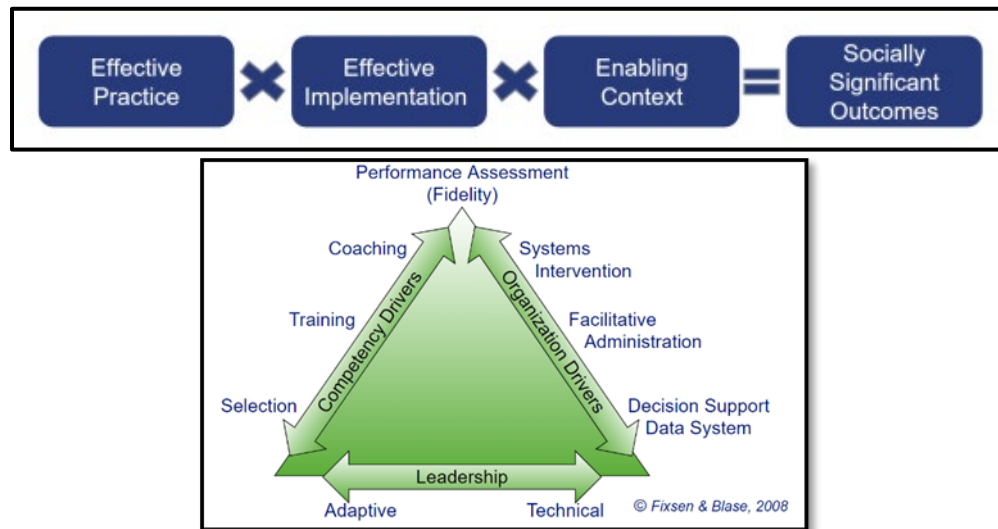 Effective
Practice
Effective
Implementation
Enabling
Context
Socially
Significant
Outcomes
Performance Assessment
(Fidelity)
Coaching
Training
Selection
Competency Drivers
Systems
Intervention
Facilitative
Administration
Decision Support
Data System
Organization Drivers
Leadership
Adaptive
Technical
© Fixsen & Blase, 2008